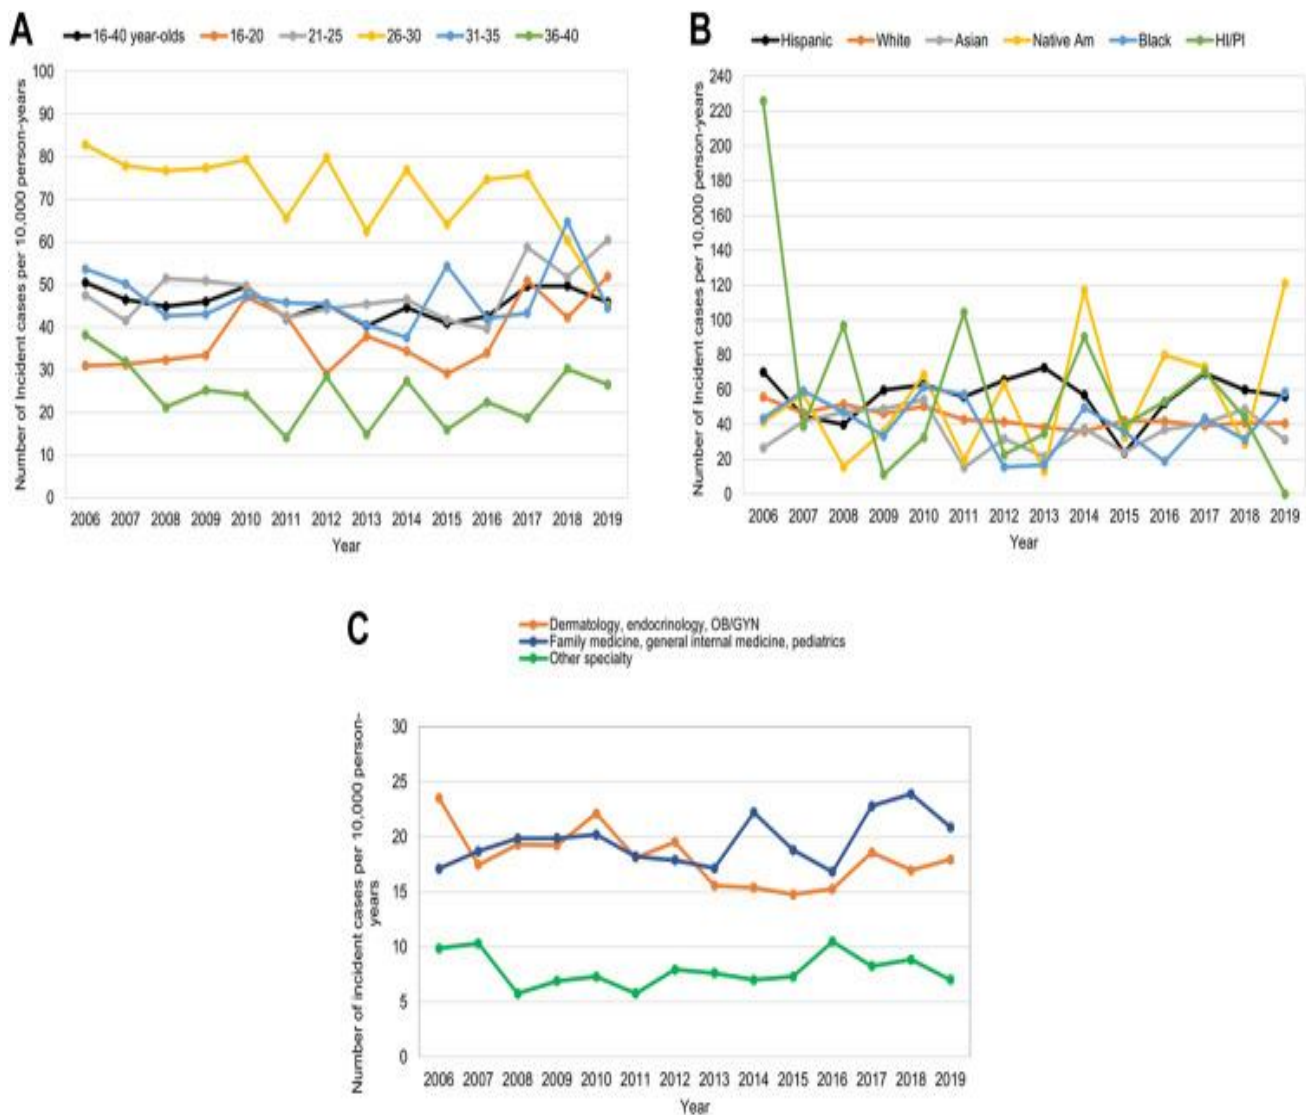 A
16-40 year-olds 16-20 21-25 26-30 31-35 36-40
Number of Incident cases per 10,000 person-years
100
90
80
70
60
50
40
30
20
10
0
2006 2007 2008 2009 2010 2011 2012 2013 2014 2015 2016 2017 2018 2019
Year
B
Hispanic White Asian Native Am Black HI/PI
Number of Incident cases per 10,000 person-years
240
220
200
180
160
140
120
100
80
60
40
20
0
2006 2007 2008 2009 2010 2011 2012 2013 2014 2015 2016 2017 2018 2019
Year
C
Dermatology, endocrinology, OB/GYN
Family medicine, general internal medicine, pediatrics
Other specialty
Number of incident cases per 10,000 person-
years
30
25
20
15
10
5
0
2006 2007 2008 2009 2010 2011 2012 2013 2014 2015 2016 2017 2018 2019
Year